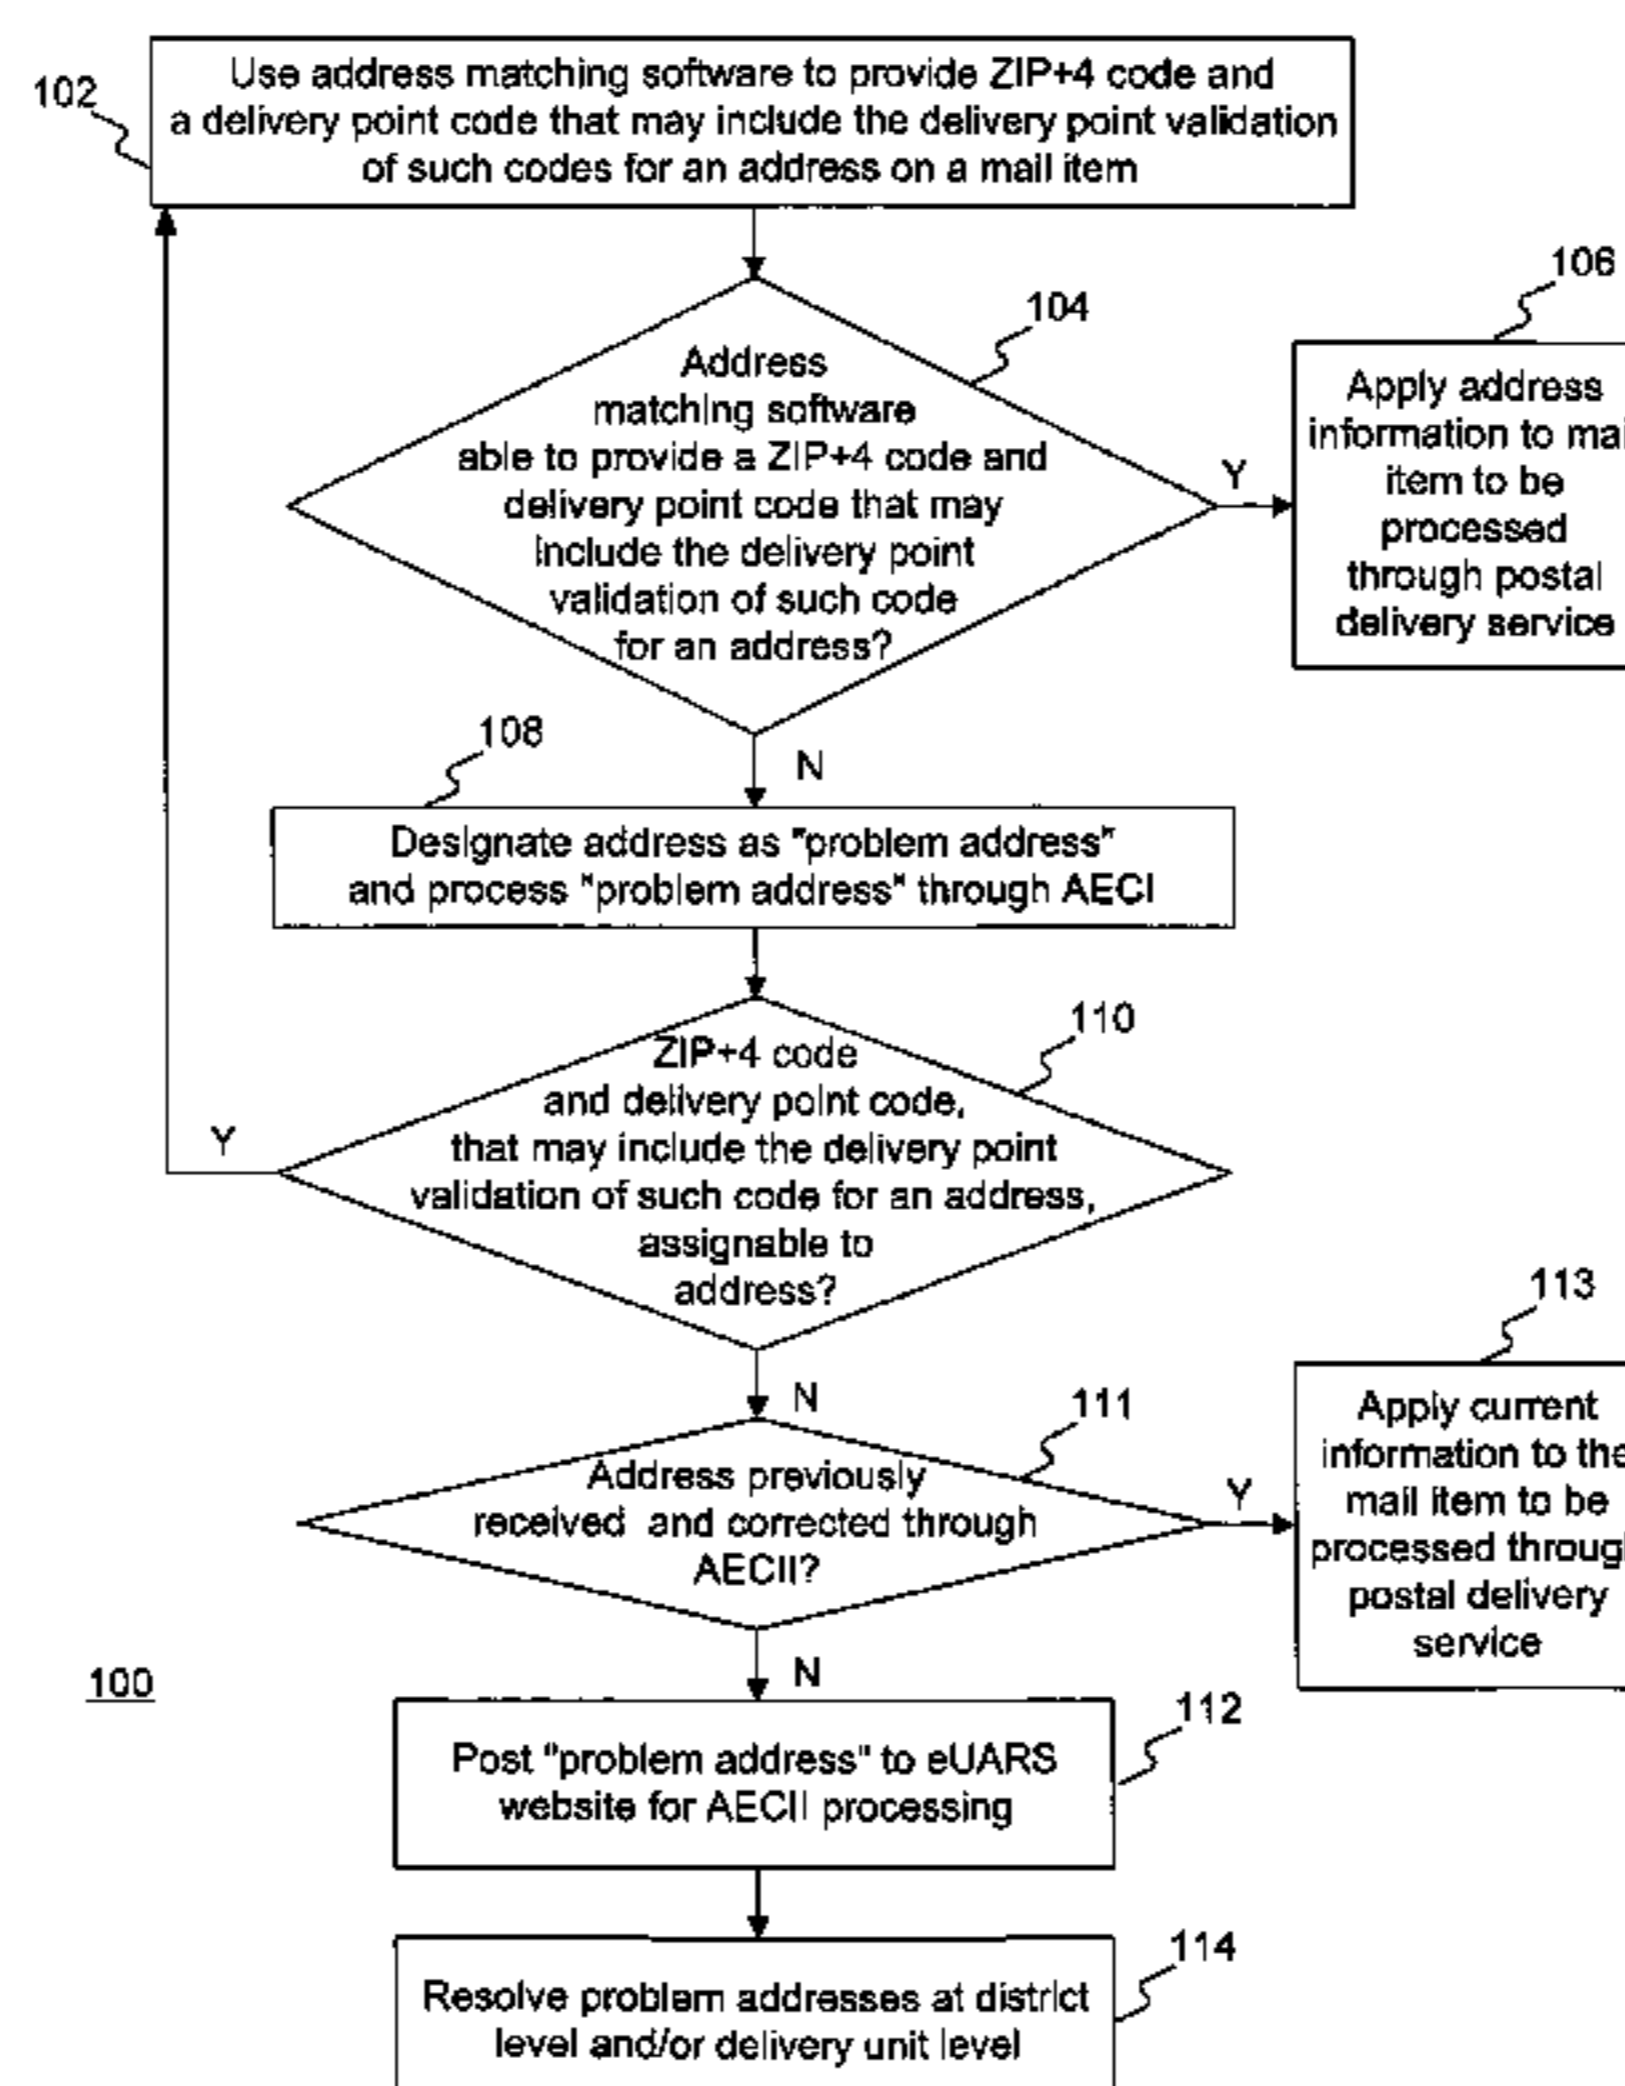 102
Use address matching software to provide ZIP+4 code and
a delivery point code that may include the delivery point validation
of such codes for an address on a mail item
104
Address
matching software
able to provide a ZIP+4 code and
delivery point code that may
include the delivery point
validation of such code
for an address?
Y
106
Apply address
information to mai
item to be
processed
through postal
delivery service
N
108
Designate address as "problem address"
and process "problem address" through AECI
110
ZIP+4 code
and delivery point code,
that may include the delivery point
validation of such code for an address,
assignable to
address?
Y
N
111
Address previously
received and corrected through
AECII?
Y
113
Apply current
information to the
mail item to be
processed through
postal delivery
service
N
100
112
Post "problem address" to eUARS
website for AECII processing
114
Resolve problem addresses at district
level and/or delivery unit level